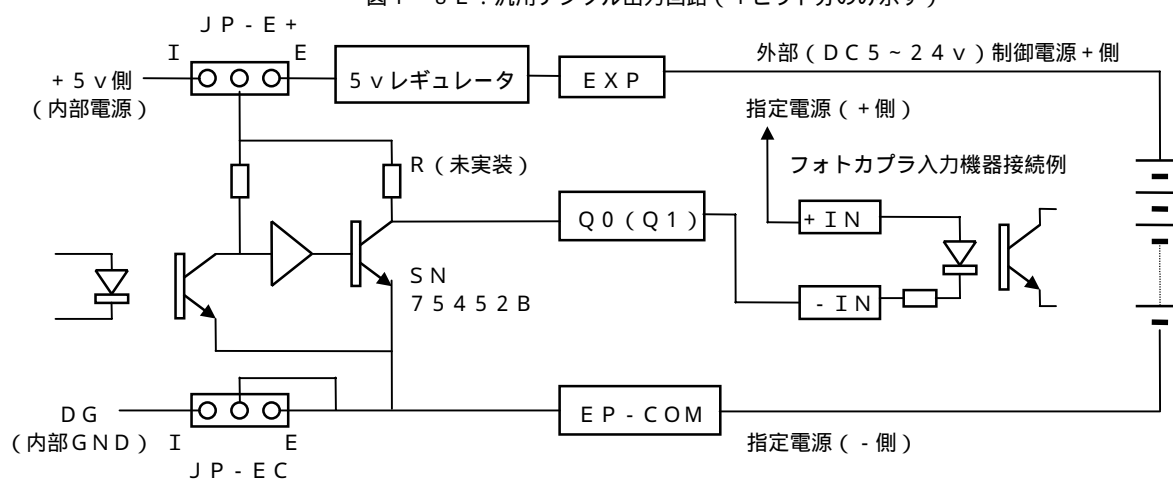 JP-E+
I E
外部(DC5~24v)制御電源+側
+5v側
(内部電源)
5vレギュレータ
EXP
指定電源(+側)
R(未実装)
フォトカプラ入力機器接続例
Q0(Q1)
+IN
SN
75452B
-IN
DG
(内部GND)
I E
EP-COM
指定電源(-側)
JP-EC